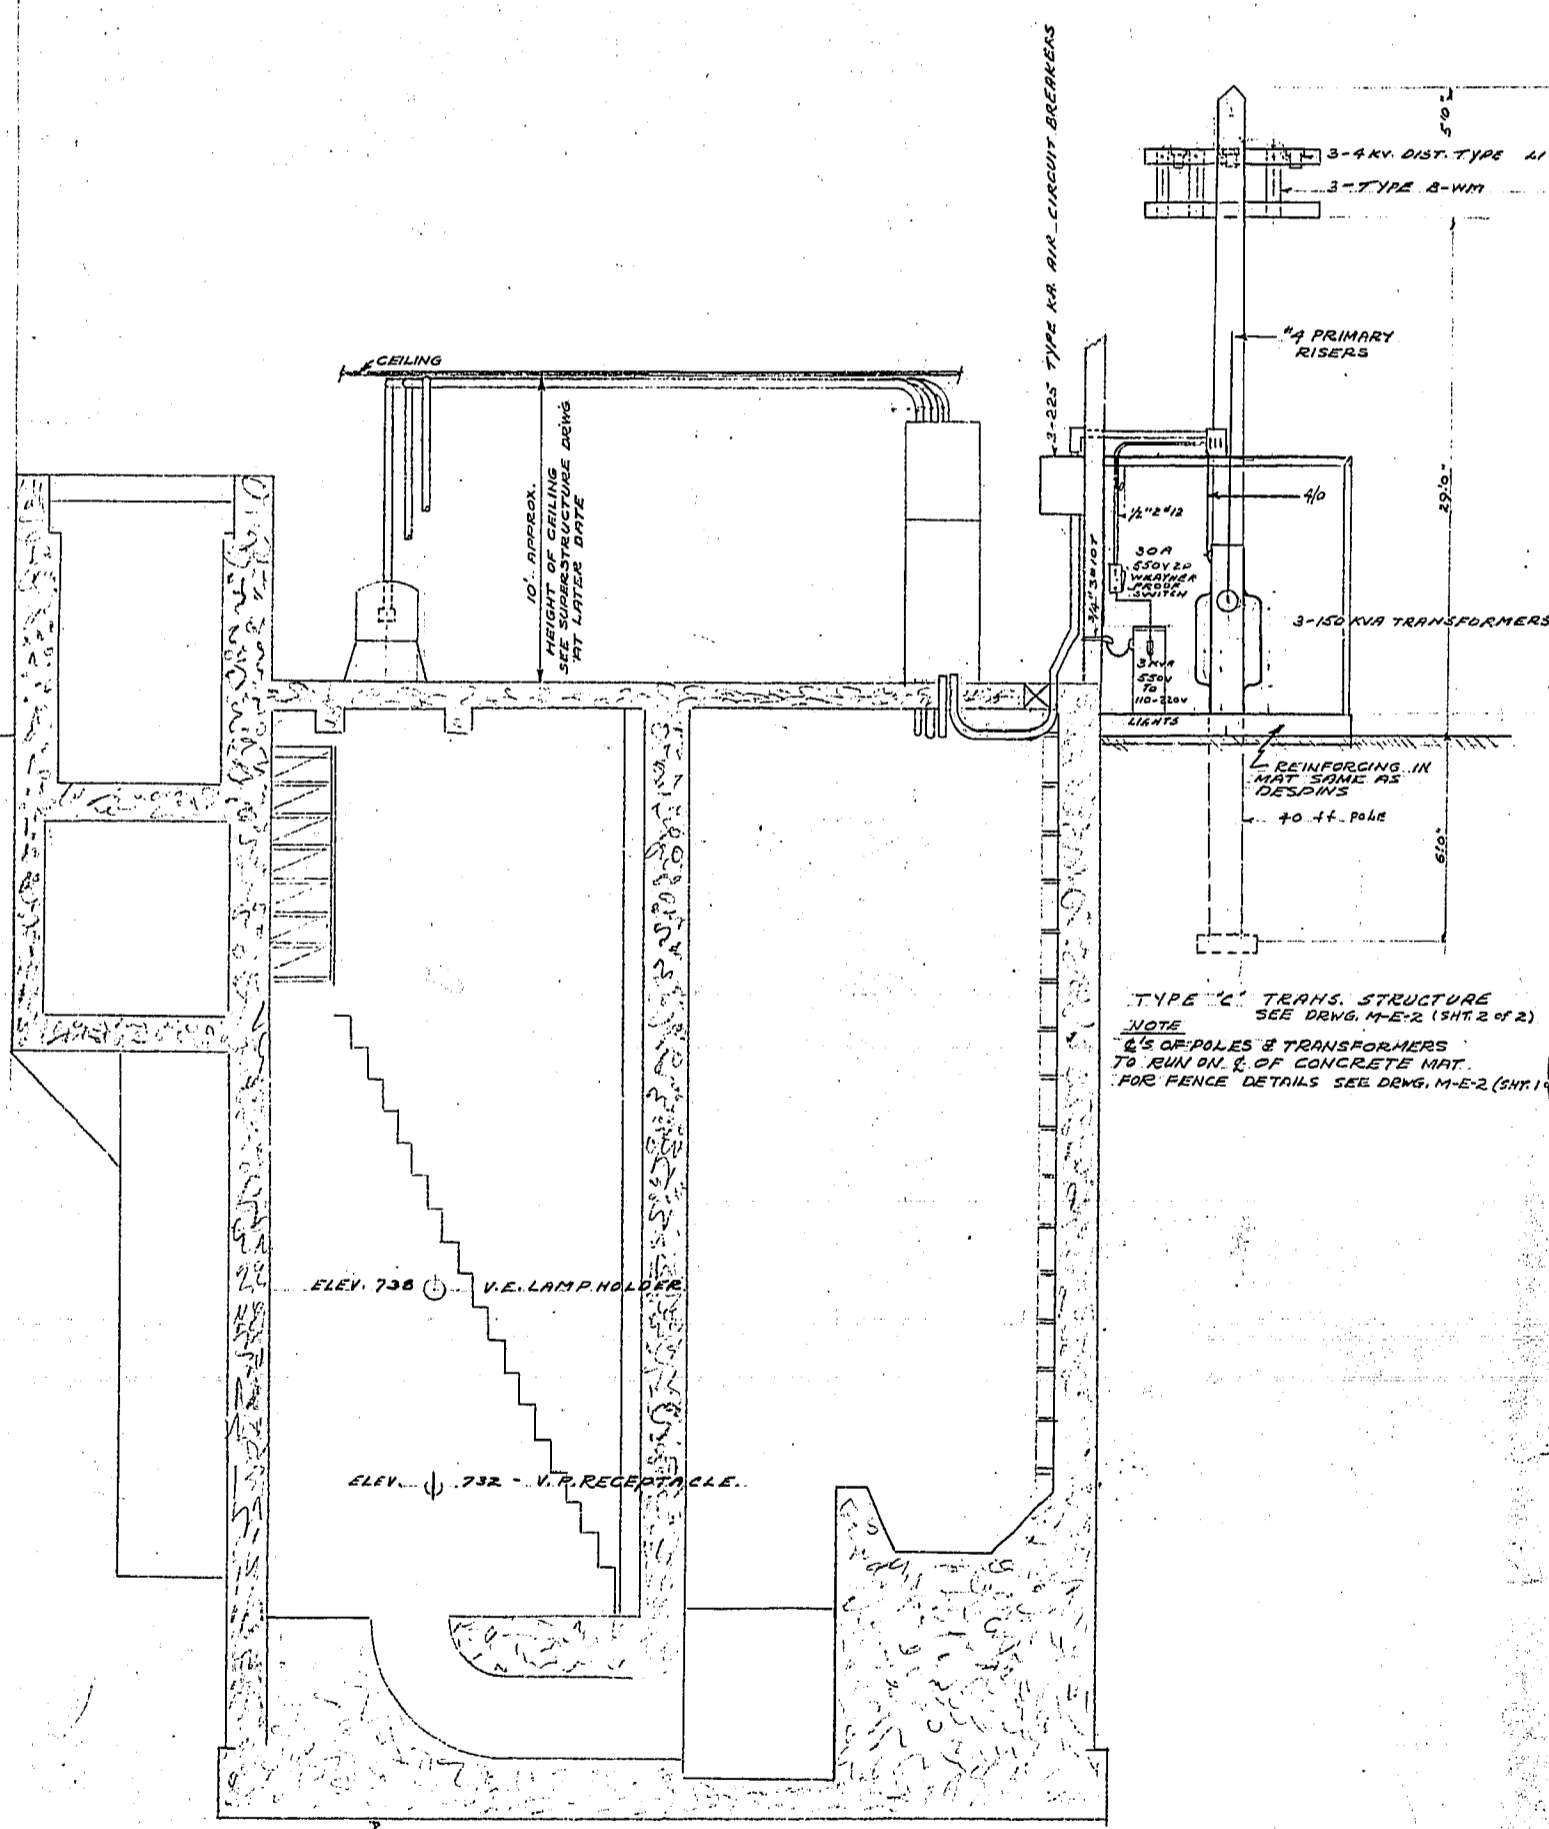 3-225 TYPE KA. AIR CIRCUIT BREAKERS
5'0"
3-4 KV. DIST. TYPE
3-TYPE B-WM
#4 PRIMARY
RISERS
CEILING
10'. APPROX.
HEIGHT OF CEILING
SEE SUPERSTRUCTURE DRWG
AT LATER DATE
4/0
29'0"
1/2" 2#12
30A
550V 2P
WEATHER
PROOF
SWITCH
3/4"
3-150 KVA TRANSFORMERS
3 KVA
550V
TO
110-220V
LIGHTS
REINFORCING IN
MAT SAME AS
DESPINS
40 ft. POLE
6'0"
TYPE "C" TRANS. STRUCTURE
SEE DRWG. M-E-2 (SHT. 2 of 2)
NOTE
℄'S OF POLES & TRANSFORMERS
TO RUN ON ℄ OF CONCRETE MAT.
FOR FENCE DETAILS SEE DRWG. M-E-2 (SHT. 1
ELEV. 738 V.E. LAMP HOLDER
ELEV. 732 - V.P. RECEPTACLE.